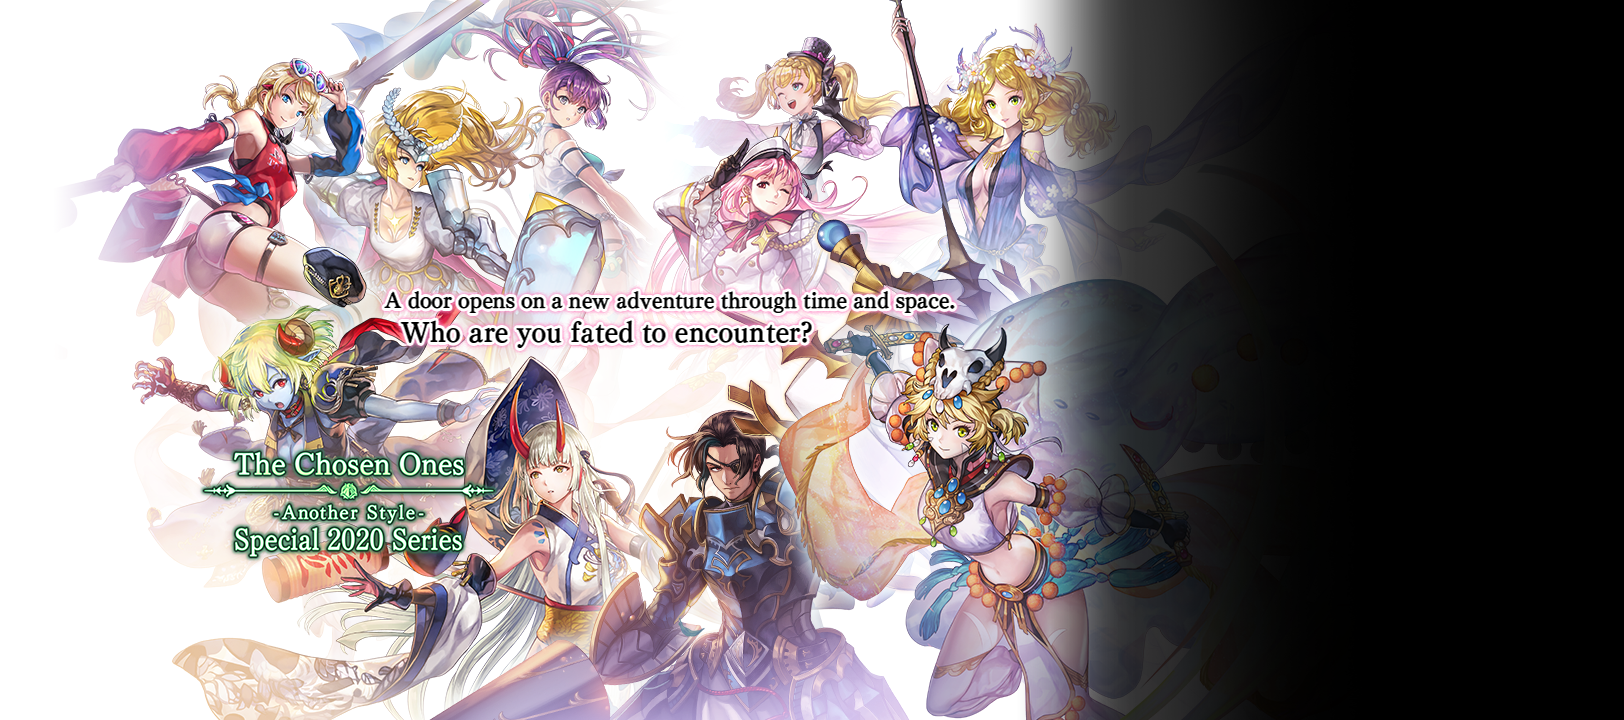 A door opens on a new adventure through time and space.
Who are you fated to encounter?
The Chosen Ones
-Another Style-
Special 2020 Series